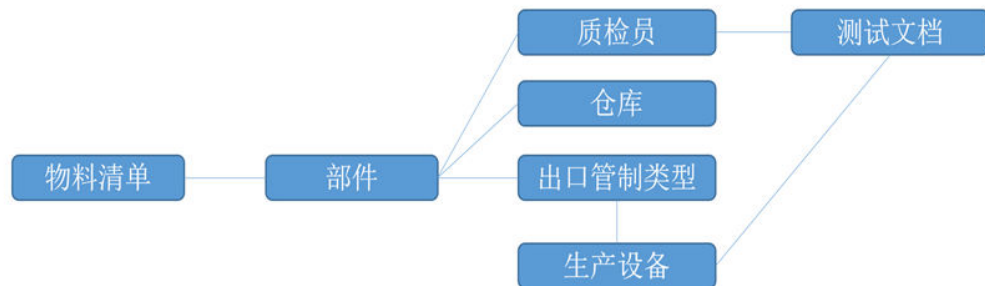 质检员
测试文档
仓库
物料清单
部件
出口管制类型
生产设备